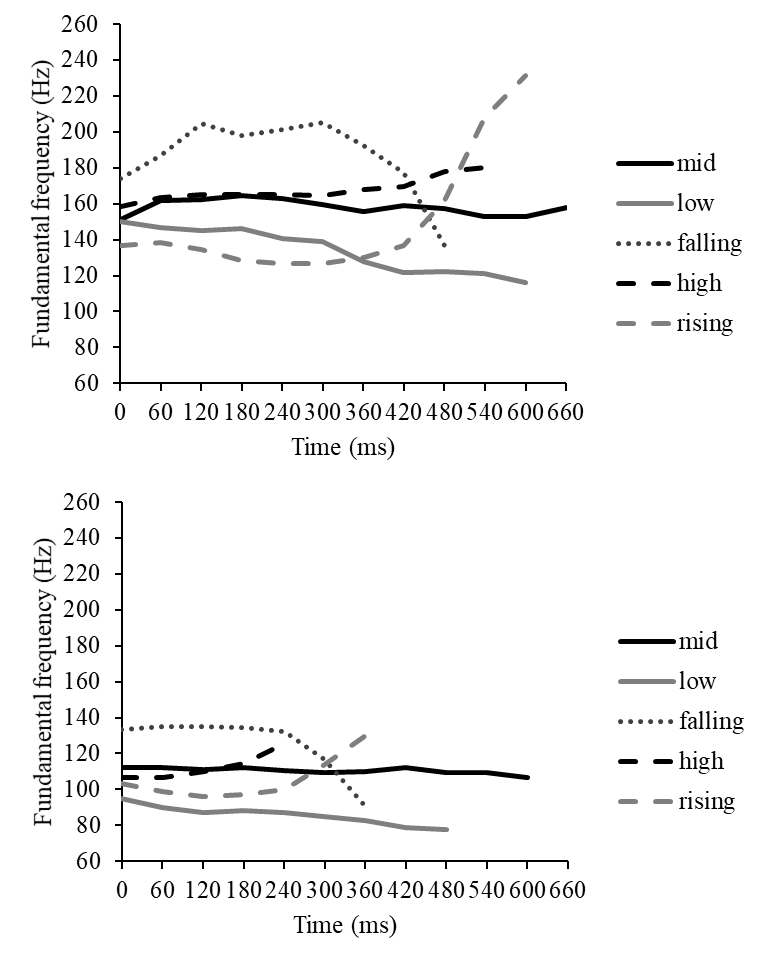 260
240
220
200
180
160
140
120
100
80
60
Fundamental frequency (Hz)
0 60 120 180 240 300 360 420 480 540 600 660
Time (ms)
mid
low
falling
high
rising
260
240
220
200
180
160
140
120
100
80
60
Fundamental frequency (Hz)
0 60 120 180 240 300 360 420 480 540 600 660
Time (ms)
mid
low
falling
high
rising